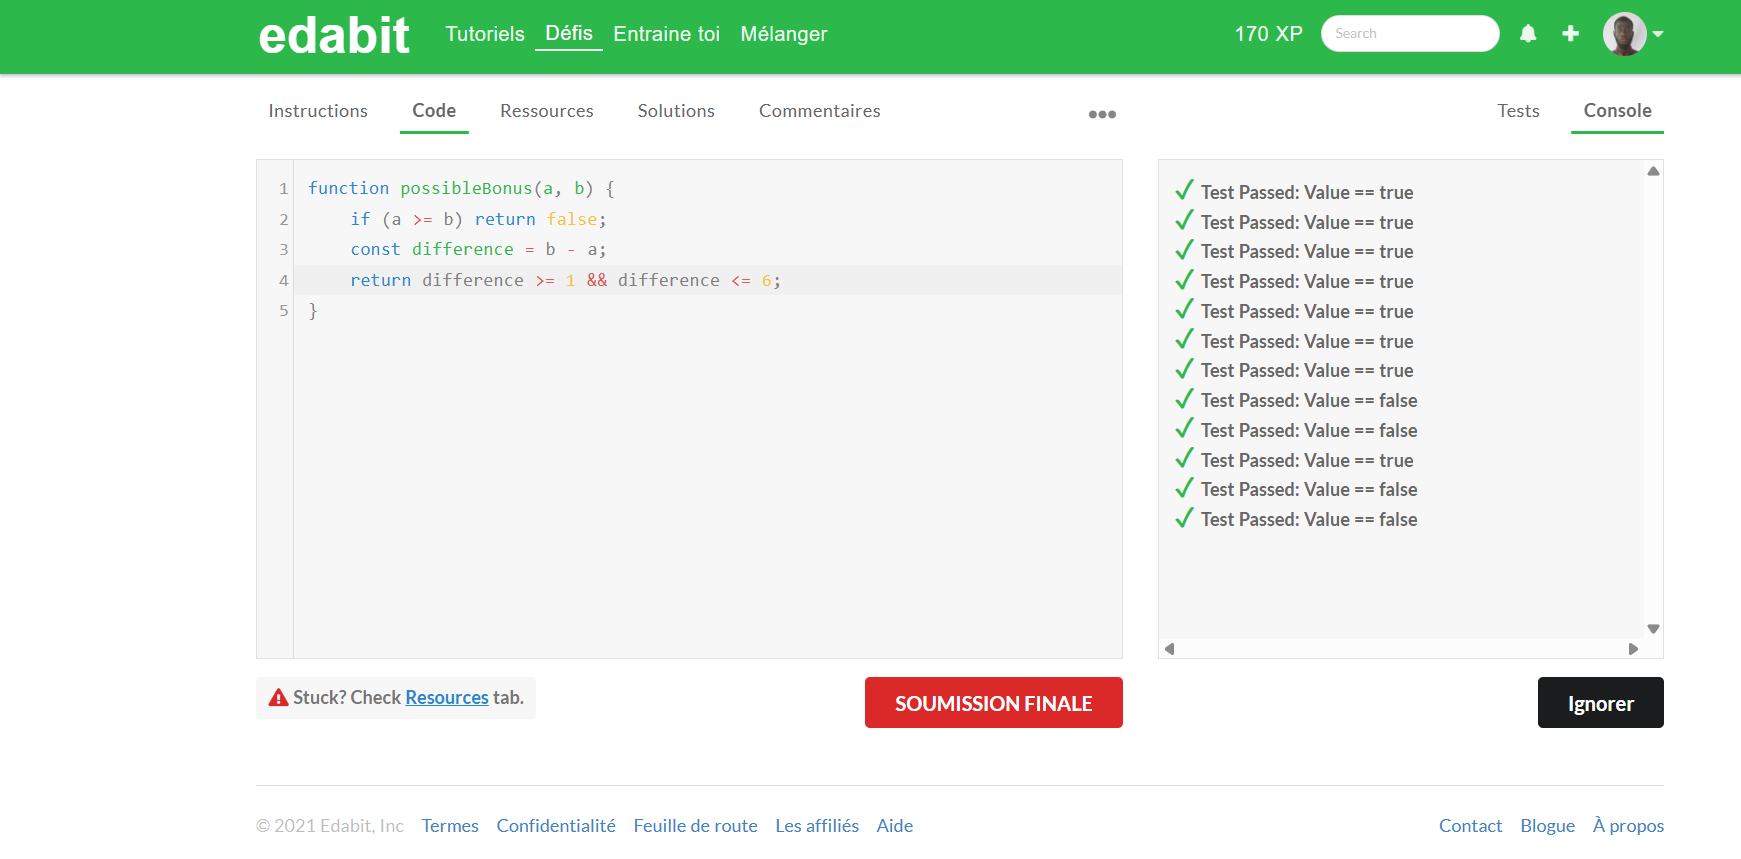 edabit Tutoriels Défis Entraine toi Mélanger 170 XP Search
Instructions Code Ressources Solutions Commentaires ••• Tests Console
1 function possibleBonus(a, b) {
2     if (a >= b) return false;
3     const difference = b - a;
4     return difference >= 1 && difference <= 6;
5 }
Test Passed: Value == true
Test Passed: Value == true
Test Passed: Value == true
Test Passed: Value == true
Test Passed: Value == true
Test Passed: Value == true
Test Passed: Value == true
Test Passed: Value == false
Test Passed: Value == false
Test Passed: Value == true
Test Passed: Value == false
Test Passed: Value == false
Stuck? Check Resources tab. SOUMISSION FINALE Ignorer
© 2021 Edabit, Inc Termes Confidentialité Feuille de route Les affiliés Aide Contact Blogue À propos